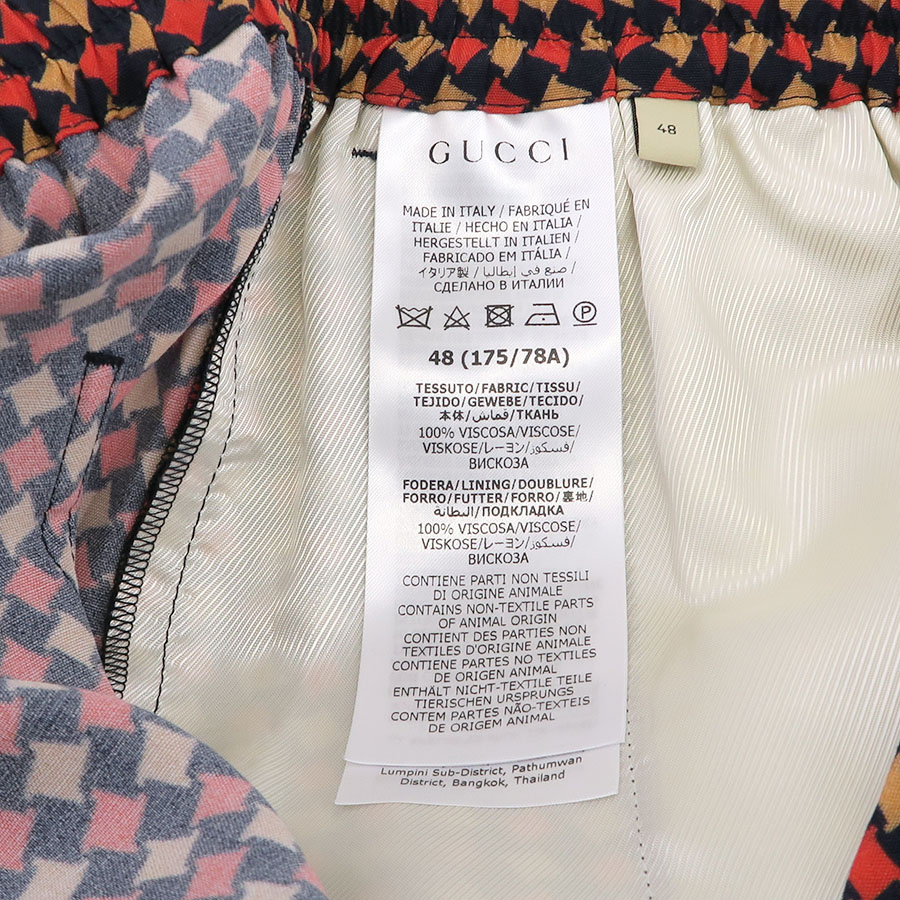 GUCCI
48
MADE IN ITALY / FABRIQUÉ EN
ITALIE / HECHO EN ITALIA /
HERGESTELLT IN ITALIEN /
FABRICADO EM ITÁLIA /
イタリア製 / صنع في إيطاليا /
СДЕЛАНО В ИТАЛИИ
P
48 (175/78A)
TESSUTO/FABRIC/TISSU/
TEJIDO/GEWEBE/TECIDO/
本体/قماش/ТКАНЬ
100% VISCOSA/VISCOSE/
VISKOSE/レーヨン/فسكوز/
ВИСКОЗА
FODERA/LINING/DOUBLURE/
FORRO/FUTTER/FORRO/裏地/
البطانة/ПОДКЛАДКА
100% VISCOSA/VISCOSE/
VISKOSE/レーヨン/فسكوز/
ВИСКОЗА
CONTIENE PARTI NON TESSILI
DI ORIGINE ANIMALE
CONTAINS NON-TEXTILE PARTS
OF ANIMAL ORIGIN
CONTIENT DES PARTIES NON
TEXTILES D'ORIGINE ANIMALE
CONTIENE PARTES NO TEXTILES
DE ORIGEN ANIMAL
ENTHÄLT NICHT-TEXTILE TEILE
TIERISCHEN URSPRUNGS
CONTEM PARTES NÃO-TEXTEIS
DE ORIGEM ANIMAL
Lumpini Sub-District, Pathumwan
District, Bangkok, Thailand